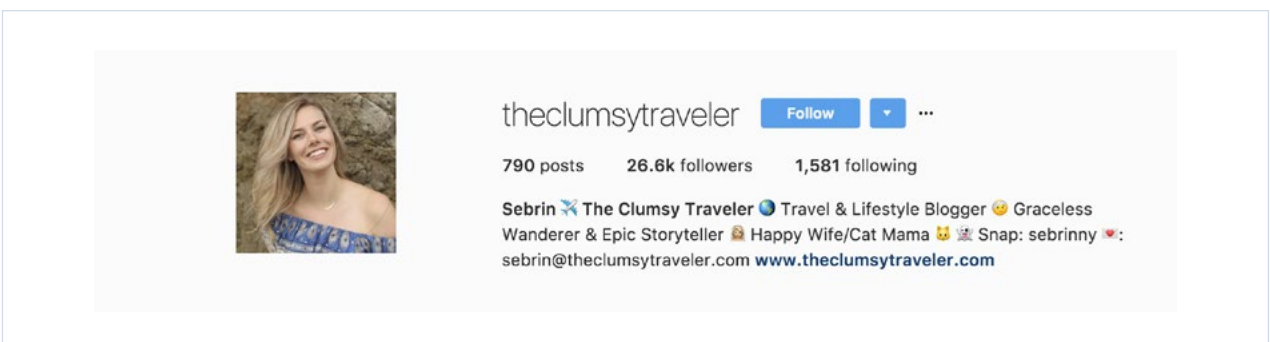 theclumsytraveler Follow ...
790 posts 26.6k followers 1,581 following
Sebrin ✈️ The Clumsy Traveler 🌎 Travel & Lifestyle Blogger 🤕 Graceless
Wanderer & Epic Storyteller 👰🏼 Happy Wife/Cat Mama 🐱 👻 Snap: sebrinny 💌:
sebrin@theclumsytraveler.com www.theclumsytraveler.com